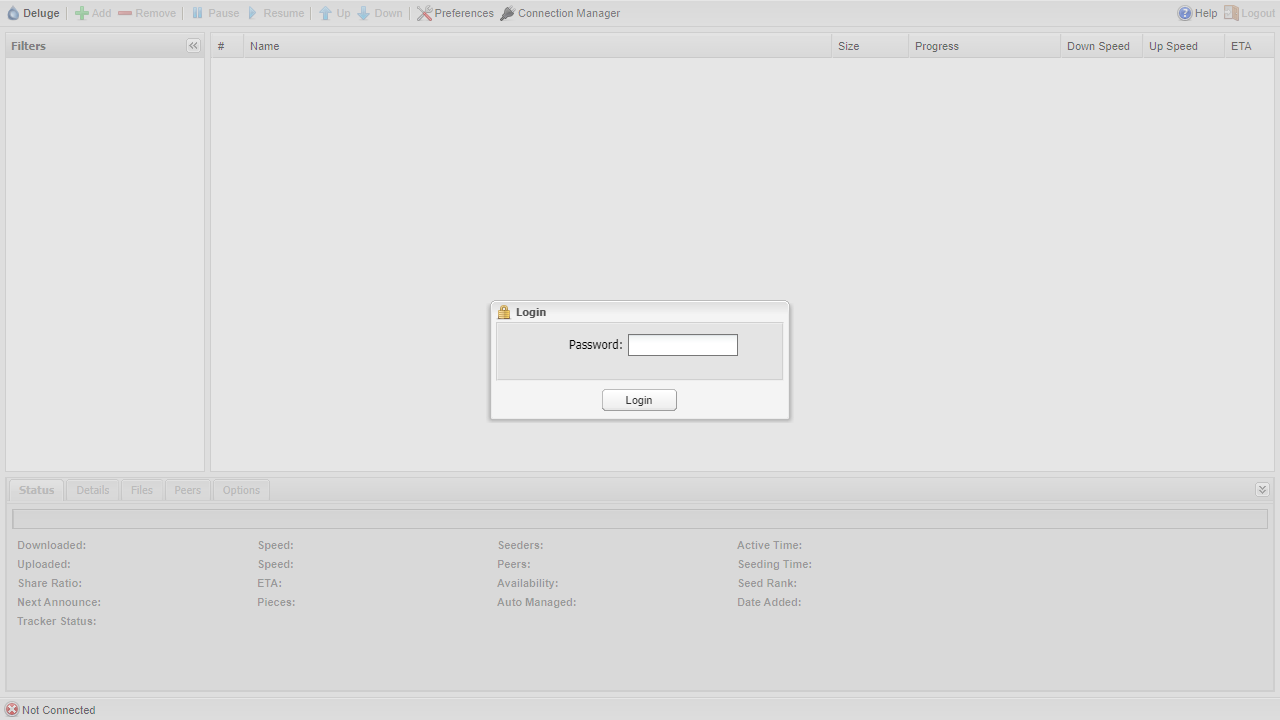 Deluge Add Remove Pause Resume Up Down Preferences Connection Manager Help Logout
Filters # Name Size Progress Down Speed Up Speed ETA
Login
Password:
Login
Status Details Files Peers Options
Downloaded: Speed: Seeders: Active Time:
Uploaded: Speed: Peers: Seeding Time:
Share Ratio: ETA: Availability: Seed Rank:
Next Announce: Pieces: Auto Managed: Date Added:
Tracker Status:
Not Connected